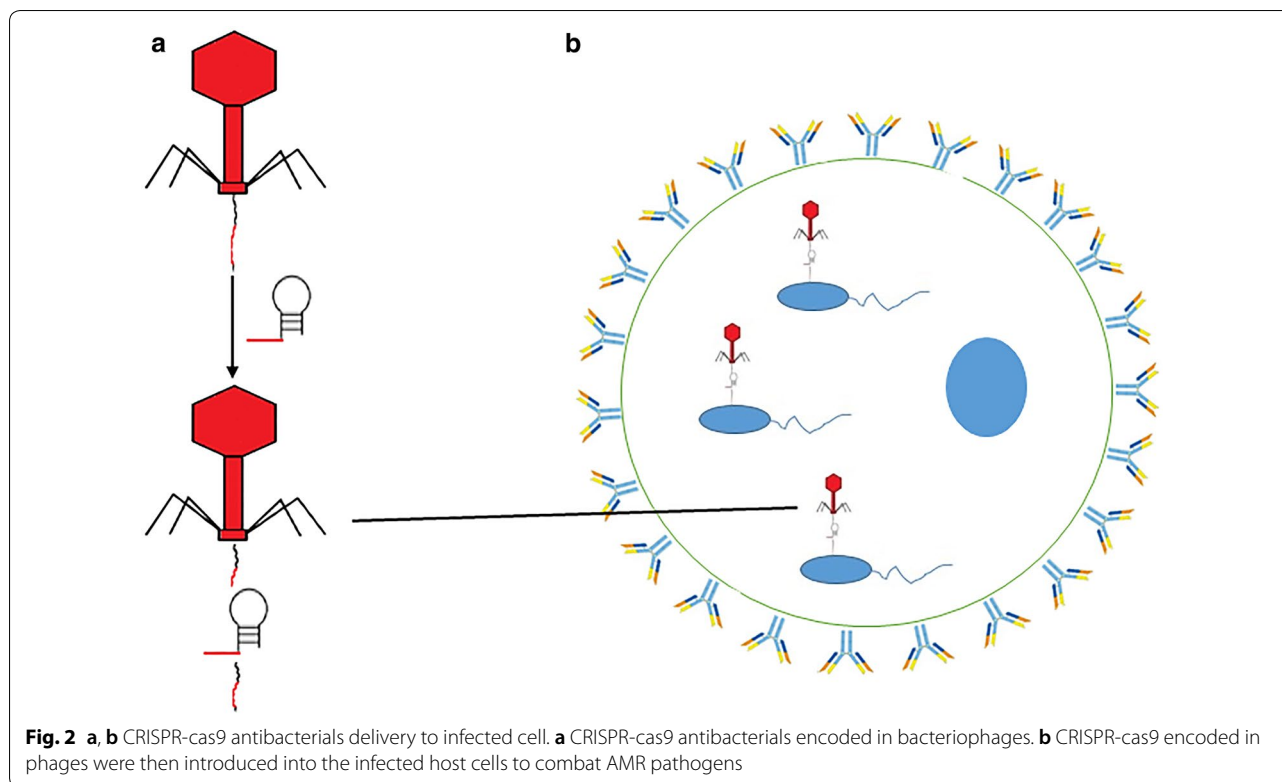 a
b
Fig. 2 a, b CRISPR-cas9 antibacterials delivery to infected cell. a CRISPR-cas9 antibacterials encoded in bacteriophages. b CRISPR-cas9 encoded in
phages were then introduced into the infected host cells to combat AMR pathogens